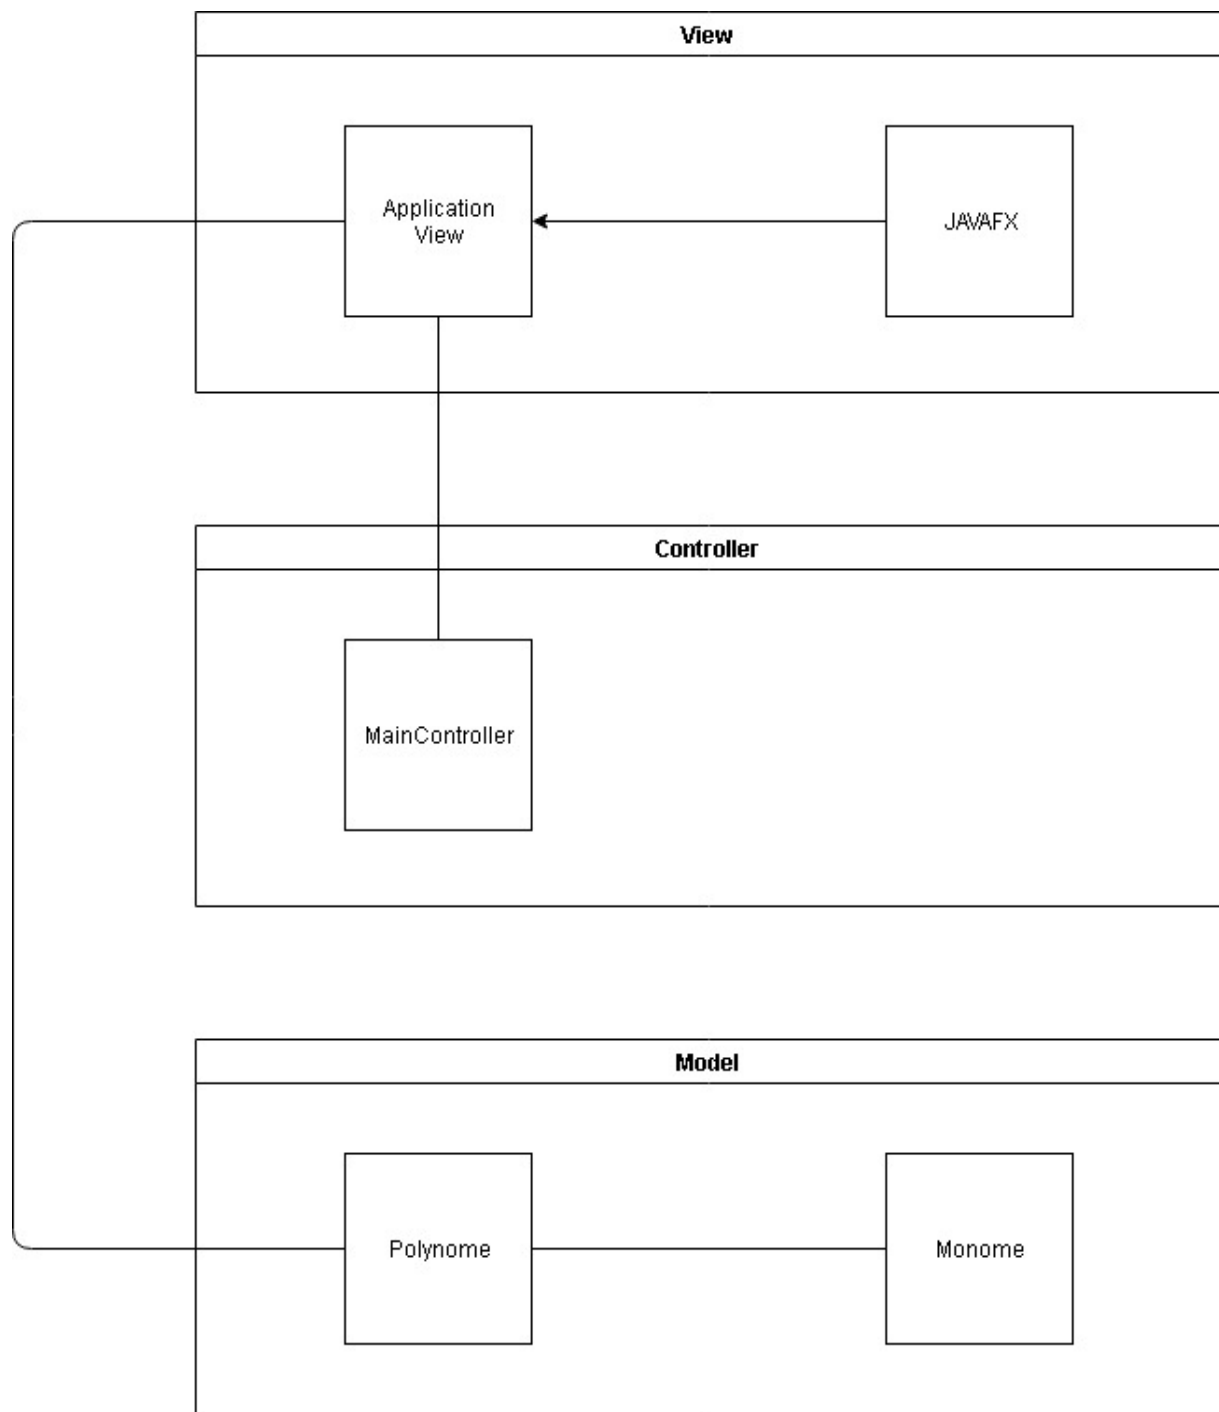 View
Application
View
JAVAFX
Controller
MainController
Model
Polynome
Monome